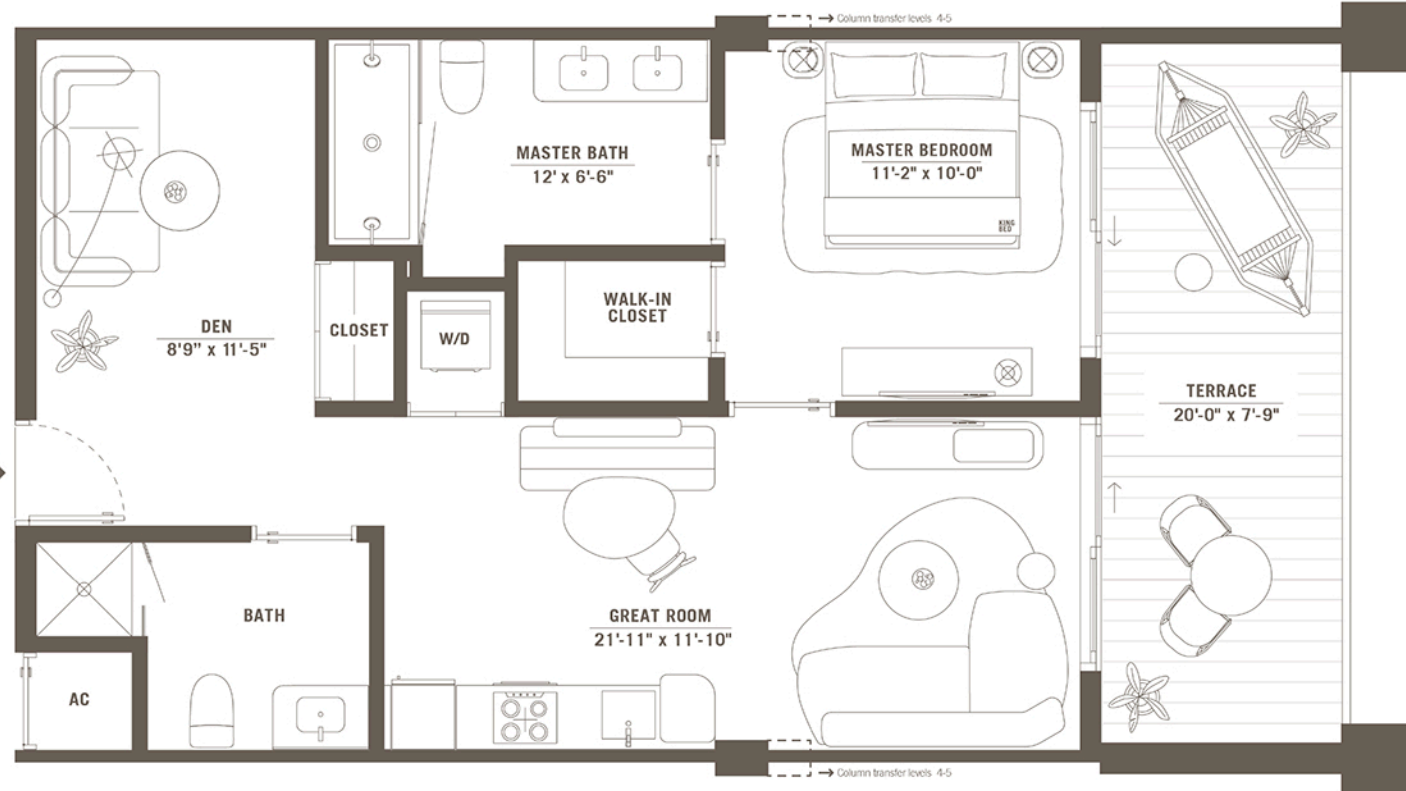 Column transfer levels 4-5
MASTER BATH
12' x 6'-6"
MASTER BEDROOM
11'-2" x 10'-0"
KING
BED
WALK-IN
CLOSET
DEN
8'9” x 11'-5"
CLOSET
W/D
TERRACE
20'-0" x 7'-9"
BATH
GREAT ROOM
21'-11" x 11'-10"
AC
Column transfer levels 4-5